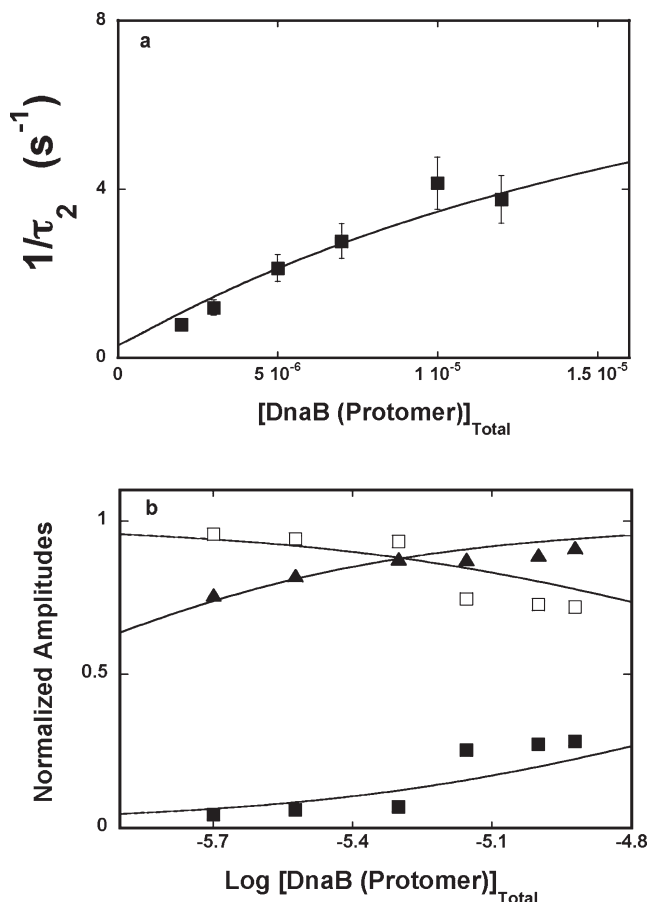 8
a
1/τ2 (s-1)
4
0
0
5 10-6
1 10-5
1.5 10-5
[DnaB (Protomer)]Total
b
1
Normalized Amplitudes
0.5
0
-5.7
-5.4
-5.1
-4.8
Log [DnaB (Protomer)]Total